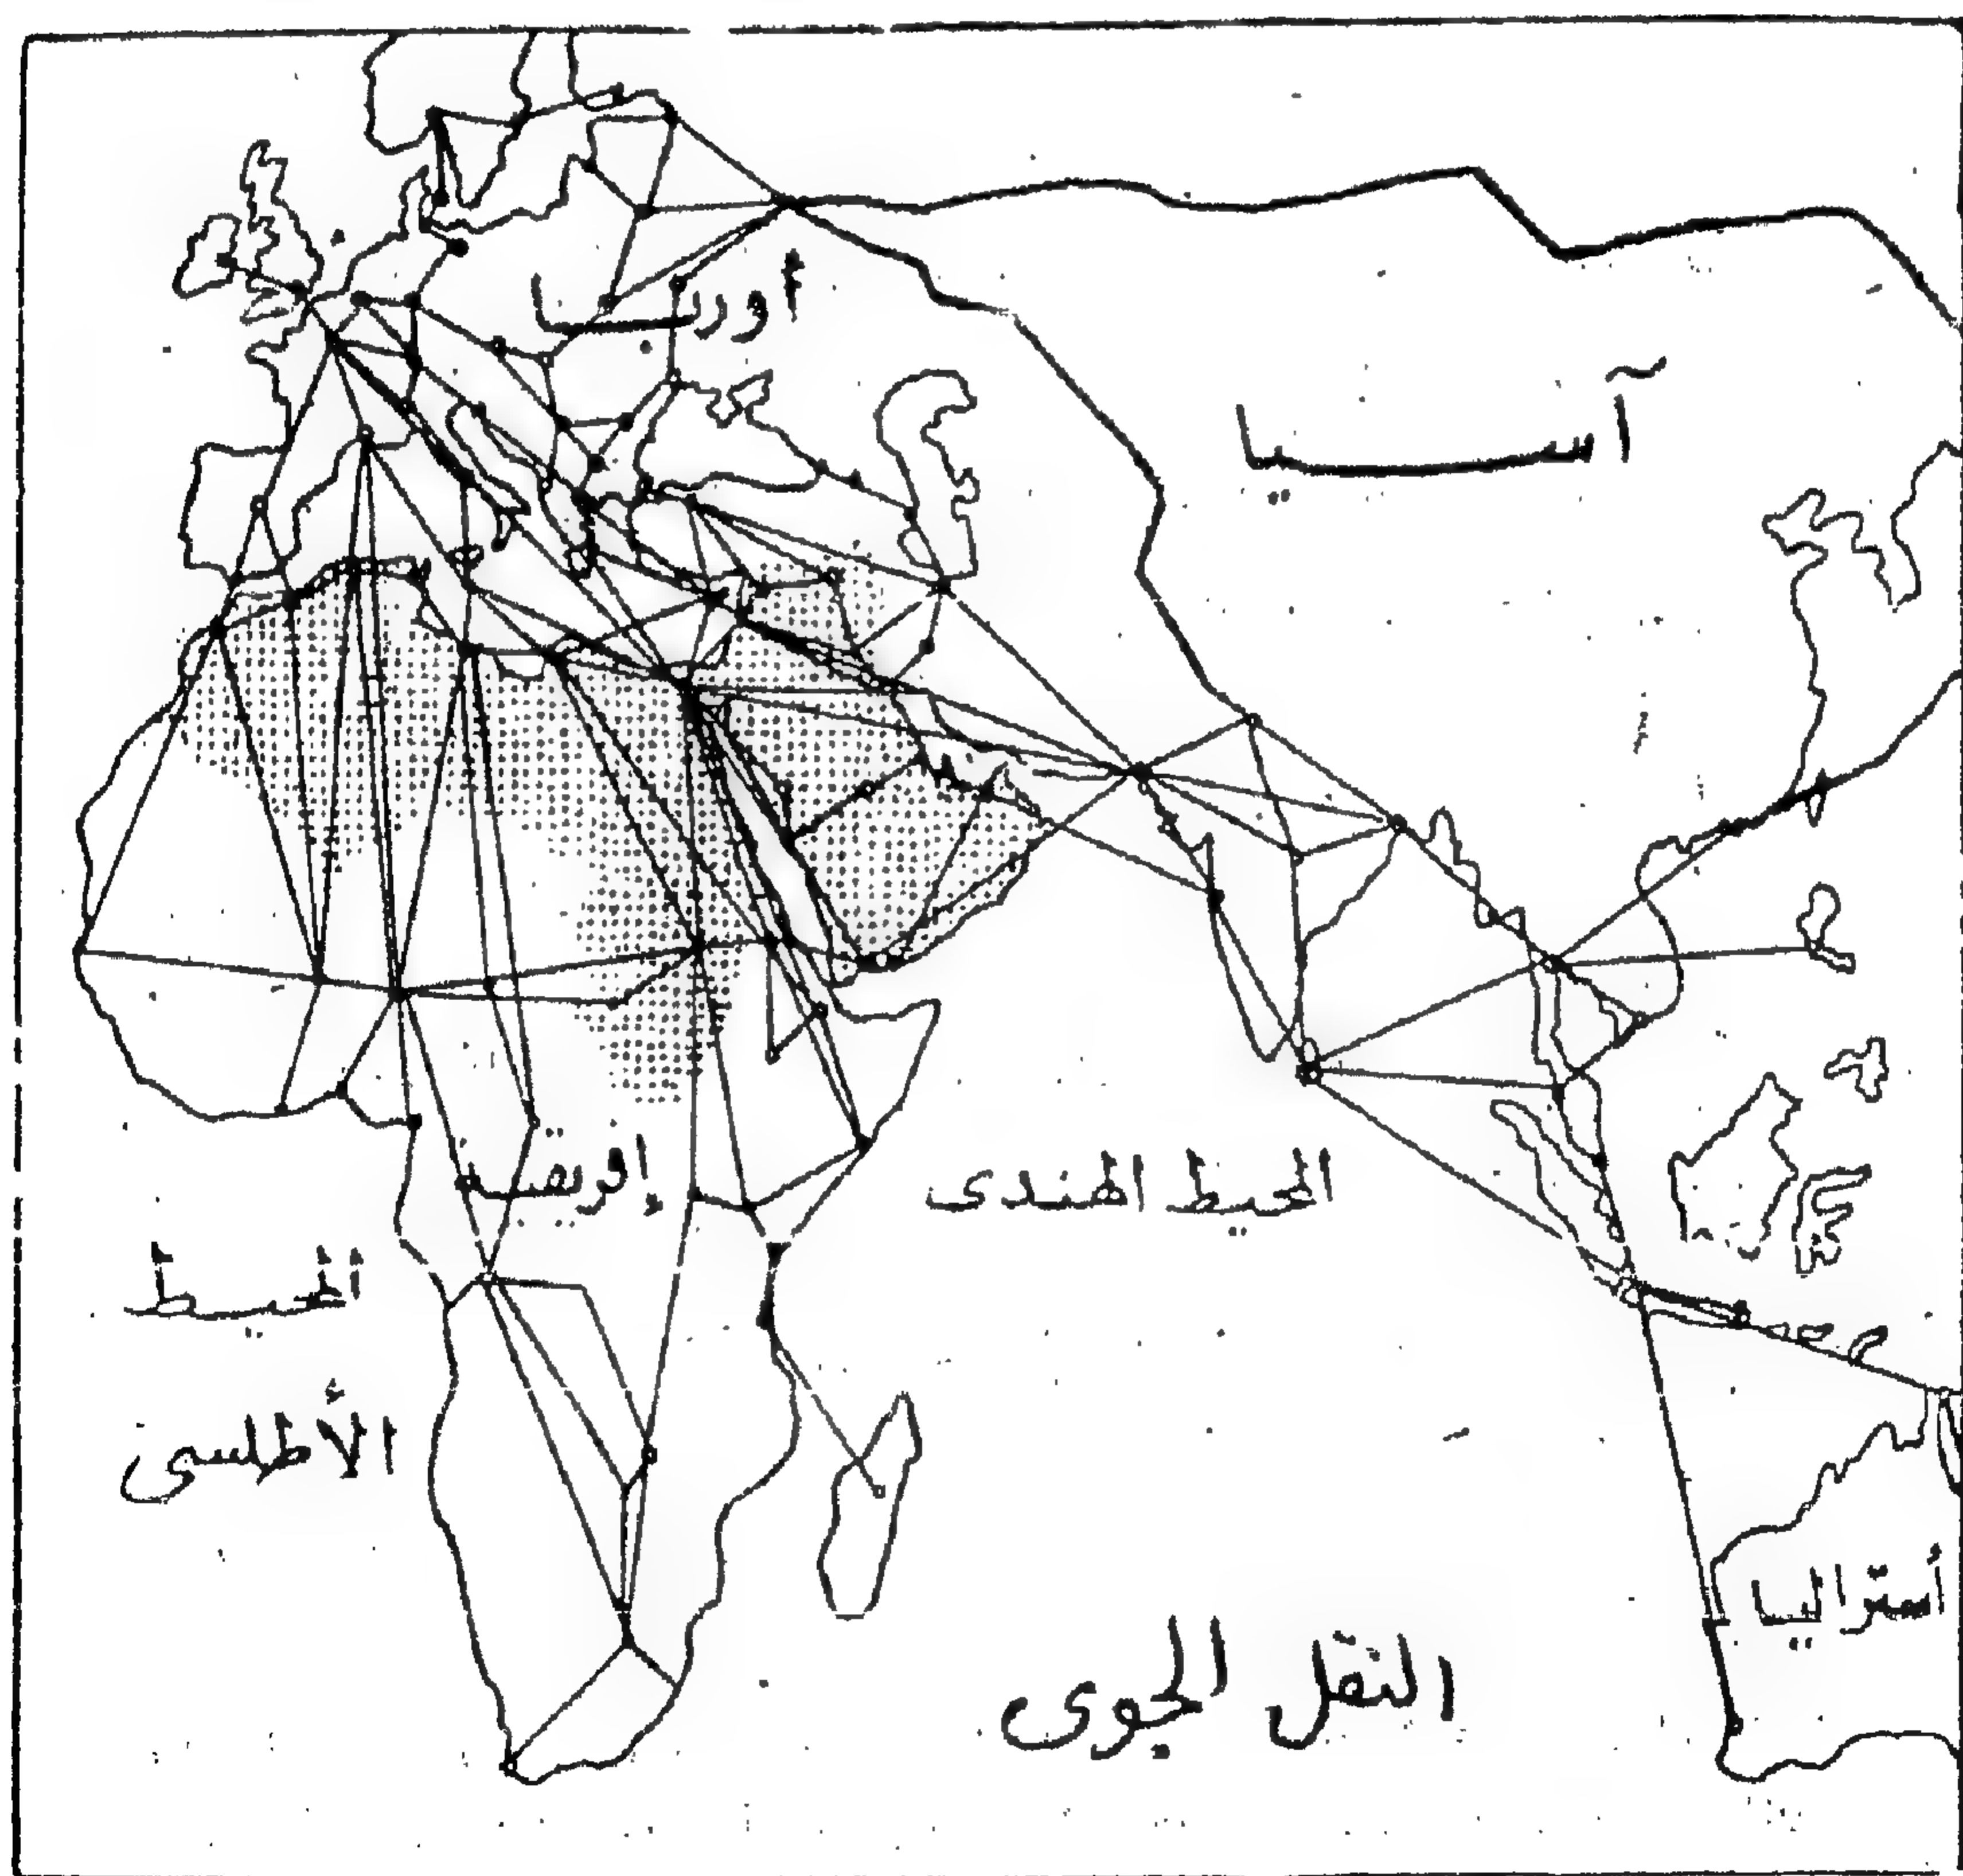 أوربا
آسيا
إفريقيا
المحيط الهندى
المحيط
الأطلسى
أستراليا
النقل الجوى